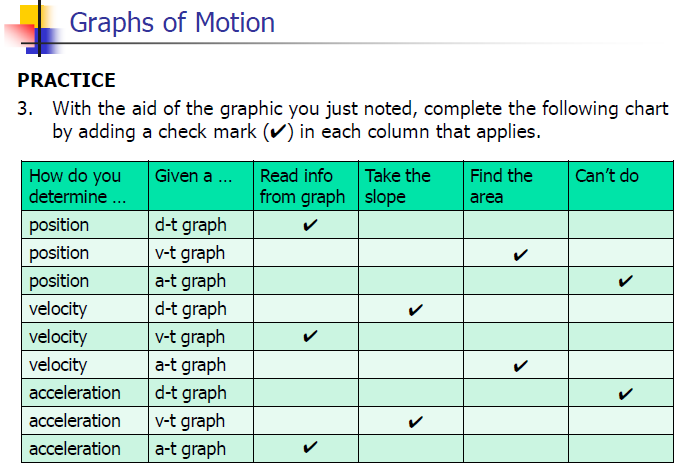 Graphs of Motion
PRACTICE
3. With the aid of the graphic you just noted, complete the following chart
by adding a check mark (✔) in each column that applies.
How do you determine ... Given a ... Read info from graph Take the slope Find the area Can't do
position d-t graph ✔
position v-t graph ✔
position a-t graph ✔
velocity d-t graph ✔
velocity v-t graph ✔
velocity a-t graph ✔
acceleration d-t graph ✔
acceleration v-t graph ✔
acceleration a-t graph ✔